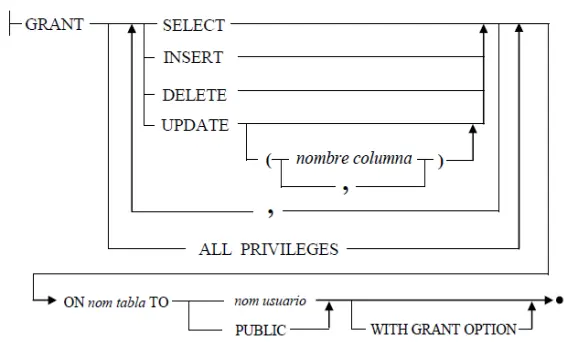 GRANT SELECT
INSERT
DELETE
UPDATE
( nombre columna )
,
,
ALL PRIVILEGES
ON nom tabla TO nom usuario
PUBLIC WITH GRANT OPTION